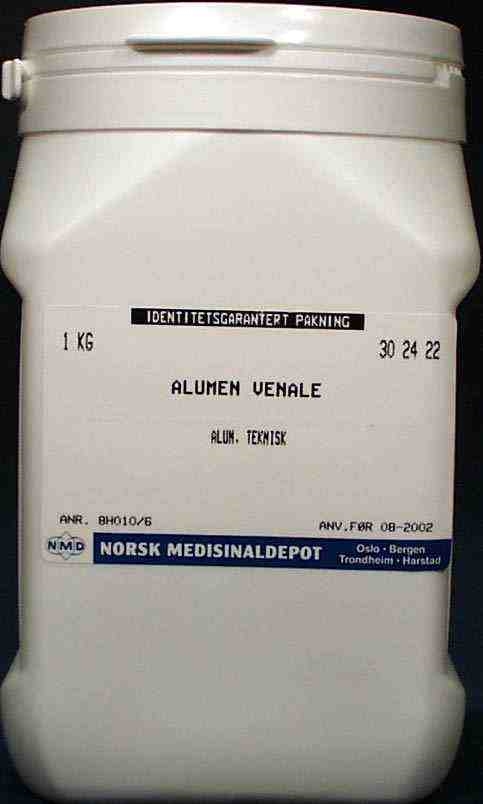 IDENTITETSGARANTERT PAKNING
1 KG
30 24 22
ALUMEN VENALE
ALUN. TEKNISK
ANR. 8H010/6
ANV.FØR 08-2002
NMD
NORSK MEDISINALDEPOT
Oslo · Bergen
Trondheim · Harstad